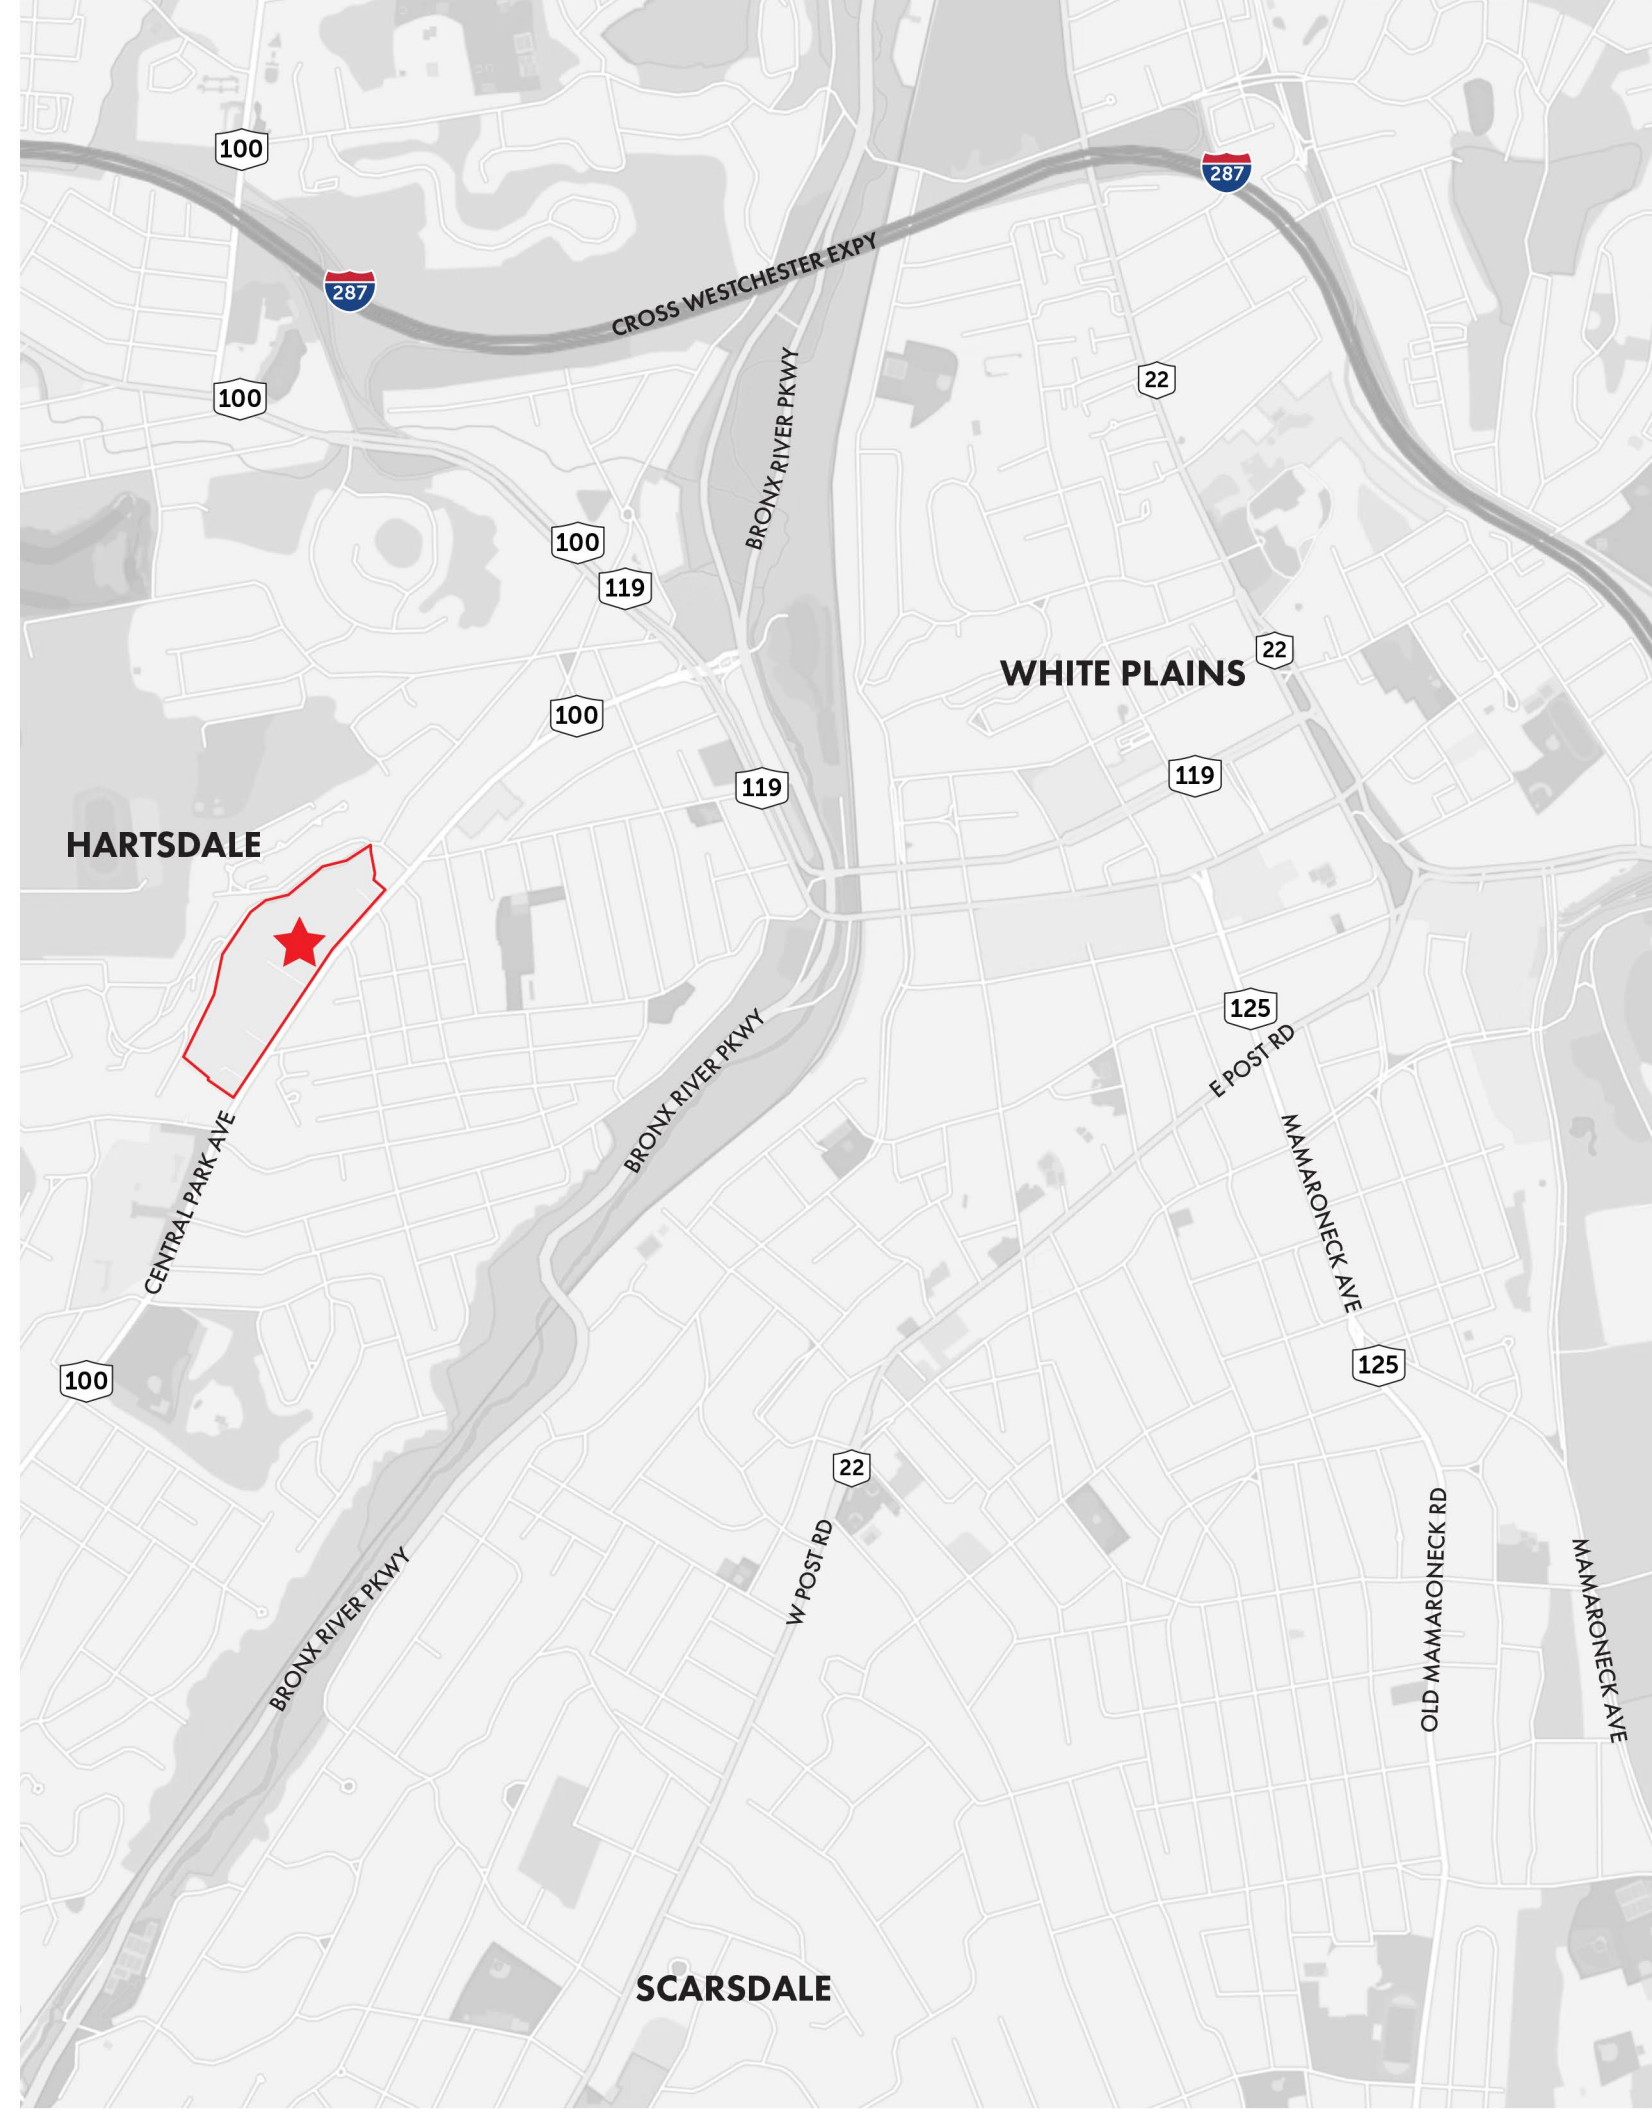 100
287
287
CROSS WESTCHESTER EXPY
BRONX RIVER PKWY
22
100
100
119
22
WHITE PLAINS
100
119
119
HARTSDALE
125
E POST RD
BRONX RIVER PKWY
CENTRAL PARK AVE
MAMARONECK AVE
100
125
22
W POST RD
OLD MAMARONECK RD
MAMARONECK AVE
BRONX RIVER PKWY
SCARSDALE